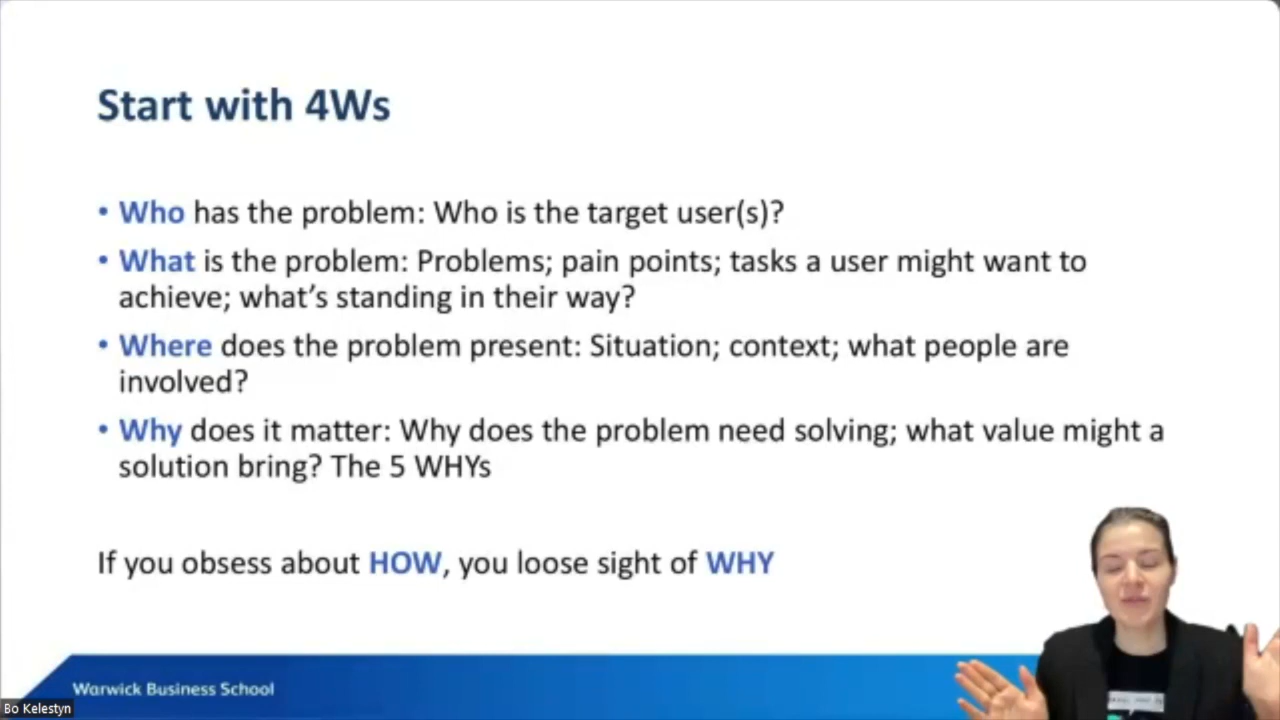 Start with 4Ws
• Who has the problem: Who is the target user(s)?
• What is the problem: Problems; pain points; tasks a user might want to
achieve; what's standing in their way?
• Where does the problem present: Situation; context; what people are
involved?
• Why does it matter: Why does the problem need solving; what value might a
solution bring? The 5 WHYs
If you obsess about HOW, you loose sight of WHY
Warwick Business School
Bo Kelestyn